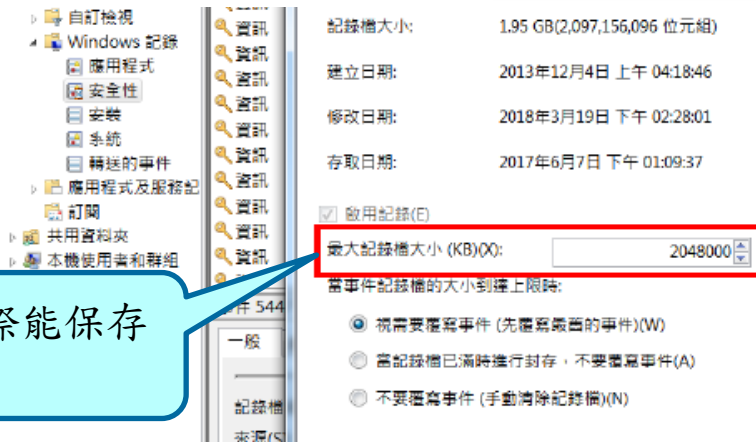 自訂檢視
Windows 記錄
應用程式
安全性
安裝
系統
轉送的事件
應用程式及服務記
訂閱
共用資料夾
本機使用者和群組
資訊
資訊
資訊
資訊
資訊
資訊
資訊
資訊
資訊
件 544
一般
記錄檔
來源(S
際能保存
記錄檔大小: 1.95 GB(2,097,156,096 位元組)
建立日期: 2013年12月4日 上午 04:18:46
修改日期: 2018年3月19日 下午 02:28:01
存取日期: 2017年6月7日 下午 01:09:37
啟用記錄(E)
最大記錄檔大小 (KB)(X): 2048000
當事件記錄檔的大小到達上限時:
視需要覆寫事件 (先覆寫最舊的事件)(W)
當記錄檔已滿時進行封存，不要覆寫事件(A)
不要覆寫事件 (手動清除記錄檔)(N)